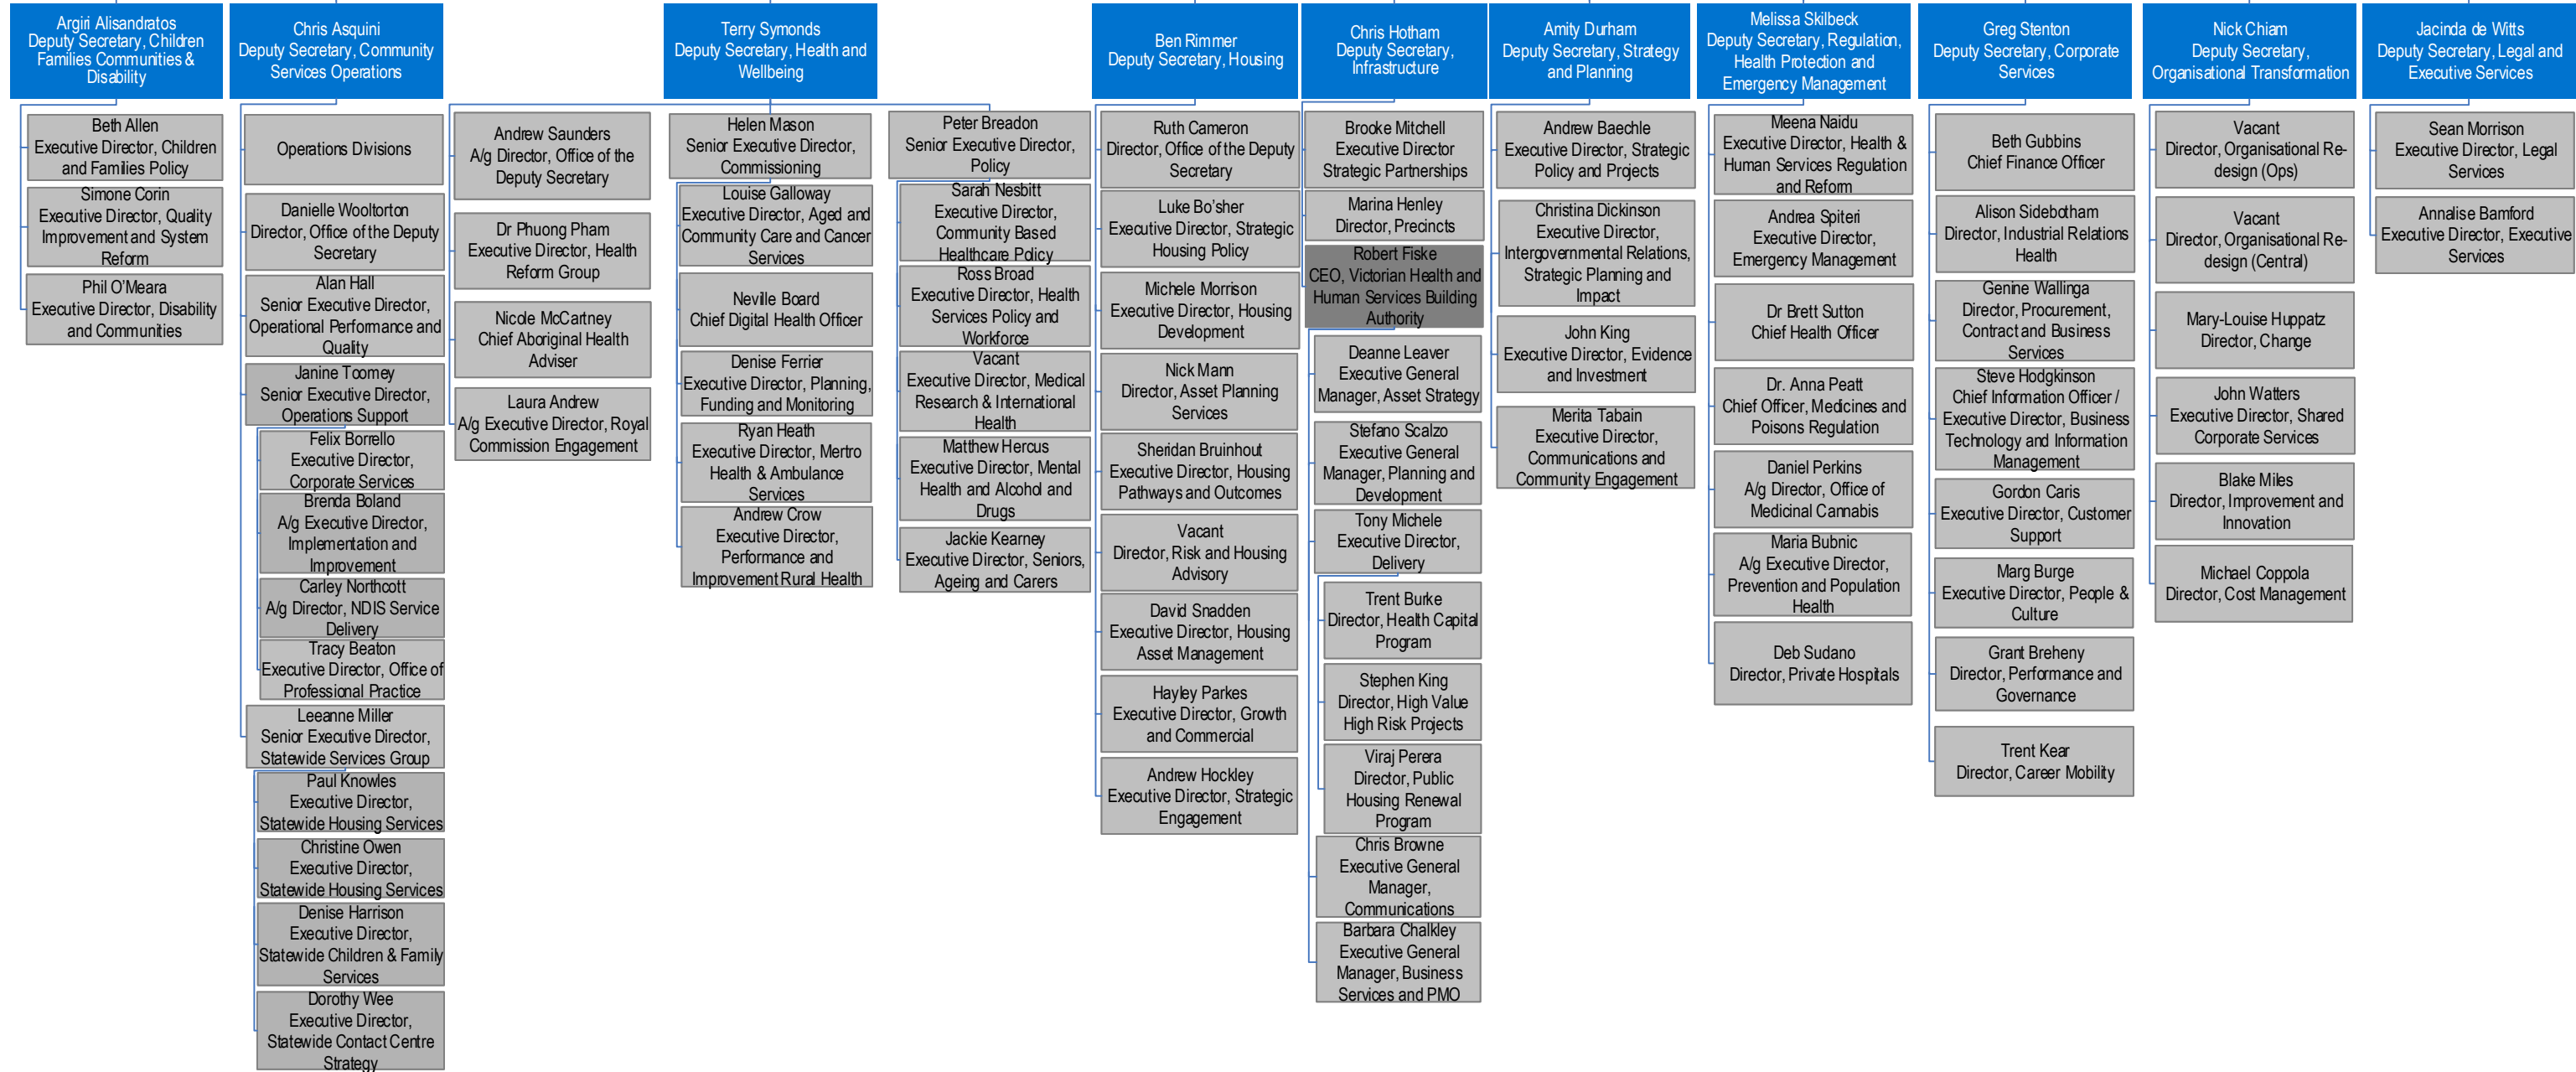 Argiri Alisandratos
Deputy Secretary, Children
Families Communities &
Disability
Beth Allen
Executive Director, Children
and Families Policy
Simone Corin
Executive Director, Quality
Improvement and System
Reform
Phil O'Meara
Executive Director, Disability
and Communities
Chris Asquini
Deputy Secretary, Community
Services Operations
Operations Divisions
Danielle Wooltorton
Director, Office of the Deputy
Secretary
Alan Hall
Senior Executive Director,
Operational Performance and
Quality
Janine Toomey
Senior Executive Director,
Operations Support
Felix Borrello
Executive Director,
Corporate Services
Brenda Boland
A/g Executive Director,
Implementation and
Improvement
Carley Northcott
A/g Director, NDIS Service
Delivery
Tracy Beaton
Executive Director, Office of
Professional Practice
Leeanne Miller
Senior Executive Director,
Statewide Services Group
Paul Knowles
Executive Director,
Statewide Housing Services
Christine Owen
Executive Director,
Statewide Housing Services
Denise Harrison
Executive Director,
Statewide Children & Family
Services
Dorothy Wee
Executive Director,
Statewide Contact Centre
Strategy
Terry Symonds
Deputy Secretary, Health and
Wellbeing
Andrew Saunders
A/g Director, Office of the
Deputy Secretary
Dr Phuong Pham
Executive Director, Health
Reform Group
Nicole McCartney
Chief Aboriginal Health
Adviser
Laura Andrew
A/g Executive Director, Royal
Commission Engagement
Helen Mason
Senior Executive Director,
Commissioning
Louise Galloway
Executive Director, Aged and
Community Care and Cancer
Services
Neville Board
Chief Digital Health Officer
Denise Ferrier
Executive Director, Planning,
Funding and Monitoring
Ryan Heath
Executive Director, Mertro
Health & Ambulance
Services
Andrew Crow
Executive Director,
Performance and
Improvement Rural Health
Peter Breadon
Senior Executive Director,
Policy
Sarah Nesbitt
Executive Director,
Community Based
Healthcare Policy
Ross Broad
Executive Director, Health
Services Policy and
Workforce
Vacant
Executive Director, Medical
Research & International
Health
Matthew Hercus
Executive Director, Mental
Health and Alcohol and
Drugs
Jackie Kearney
Executive Director, Seniors,
Ageing and Carers
Ben Rimmer
Deputy Secretary, Housing
Ruth Cameron
Director, Office of the Deputy
Secretary
Luke Bo'sher
Executive Director, Strategic
Housing Policy
Michele Morrison
Executive Director, Housing
Development
Nick Mann
Director, Asset Planning
Services
Sheridan Bruinhout
Executive Director, Housing
Pathways and Outcomes
Vacant
Director, Risk and Housing
Advisory
David Snadden
Executive Director, Housing
Asset Management
Hayley Parkes
Executive Director, Growth
and Commercial
Andrew Hockley
Executive Director, Strategic
Engagement
Chris Hotham
Deputy Secretary,
Infrastructure
Brooke Mitchell
Executive Director
Strategic Partnerships
Marina Henley
Director, Precincts
Robert Fiske
CEO, Victorian Health and
Human Services Building
Authority
Deanne Leaver
Executive General
Manager, Asset Strategy
Stefano Scalzo
Executive General
Manager, Planning and
Development
Tony Michele
Executive Director,
Delivery
Trent Burke
Director, Health Capital
Program
Stephen King
Director, High Value
High Risk Projects
Viraj Perera
Director, Public
Housing Renewal
Program
Chris Browne
Executive General
Manager,
Communications
Barbara Chalkley
Executive General
Manager, Business
Services and PMO
Amity Durham
Deputy Secretary, Strategy
and Planning
Andrew Baechle
Executive Director, Strategic
Policy and Projects
Christina Dickinson
Executive Director,
Intergovernmental Relations,
Strategic Planning and
Impact
John King
Executive Director, Evidence
and Investment
Merita Tabain
Executive Director,
Communications and
Community Engagement
Melissa Skilbeck
Deputy Secretary, Regulation,
Health Protection and
Emergency Management
Meena Naidu
Executive Director, Health &
Human Services Regulation
and Reform
Andrea Spiteri
Executive Director,
Emergency Management
Dr Brett Sutton
Chief Health Officer
Dr. Anna Peatt
Chief Officer, Medicines and
Poisons Regulation
Daniel Perkins
A/g Director, Office of
Medicinal Cannabis
Maria Bubnic
A/g Executive Director,
Prevention and Population
Health
Deb Sudano
Director, Private Hospitals
Greg Stenton
Deputy Secretary, Corporate
Services
Beth Gubbins
Chief Finance Officer
Alison Sidebotham
Director, Industrial Relations
Health
Genine Wallinga
Director, Procurement,
Contract and Business
Services
Steve Hodgkinson
Chief Information Officer /
Executive Director, Business
Technology and Information
Management
Gordon Caris
Executive Director, Customer
Support
Marg Burge
Executive Director, People &
Culture
Grant Breheny
Director, Performance and
Governance
Trent Kear
Director, Career Mobility
Nick Chiam
Deputy Secretary,
Organisational Transformation
Vacant
Director, Organisational Re-
design (Ops)
Vacant
Director, Organisational Re-
design (Central)
Mary-Louise Huppatz
Director, Change
John Watters
Executive Director, Shared
Corporate Services
Blake Miles
Director, Improvement and
Innovation
Michael Coppola
Director, Cost Management
Jacinda de Witts
Deputy Secretary, Legal and
Executive Services
Sean Morrison
Executive Director, Legal
Services
Annalise Bamford
Executive Director, Executive
Services